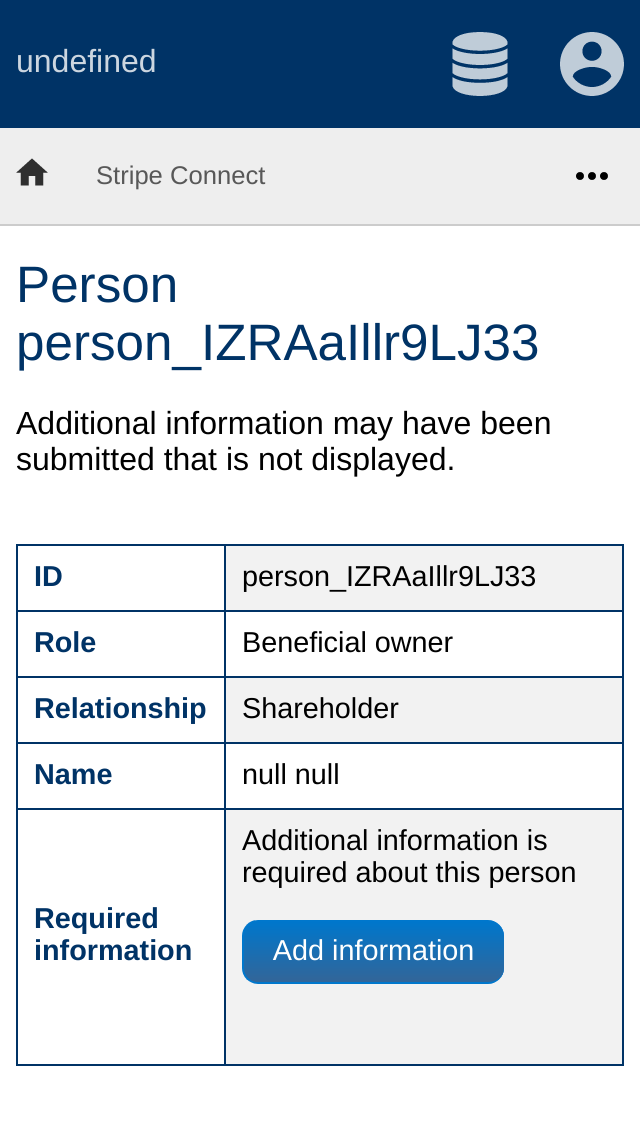 undefined
Stripe Connect
Person
person_IZRAaIllr9LJ33
Additional information may have been
submitted that is not displayed.
ID person_IZRAaIllr9LJ33
Role Beneficial owner
Relationship Shareholder
Name null null
Required
information
Additional information is
required about this person
Add information